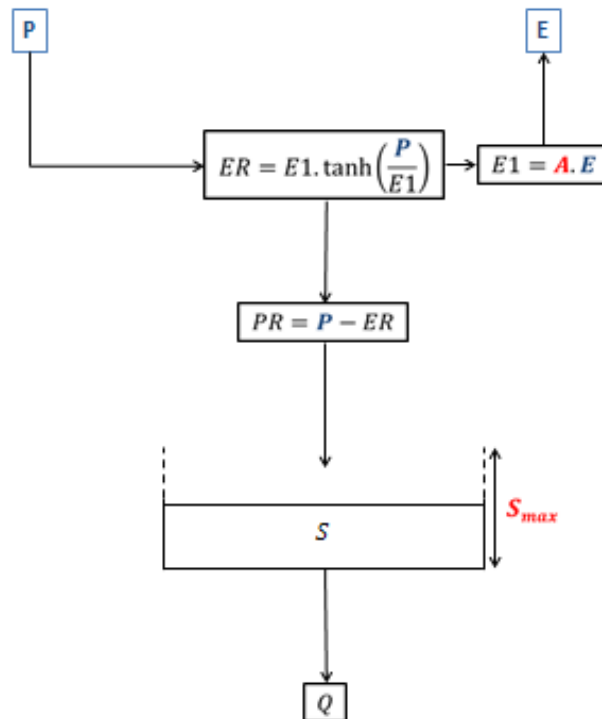 P
E
ER = E1.tanh(P/E1)
E1 = A.E
PR = P − ER
S
S_max
Q